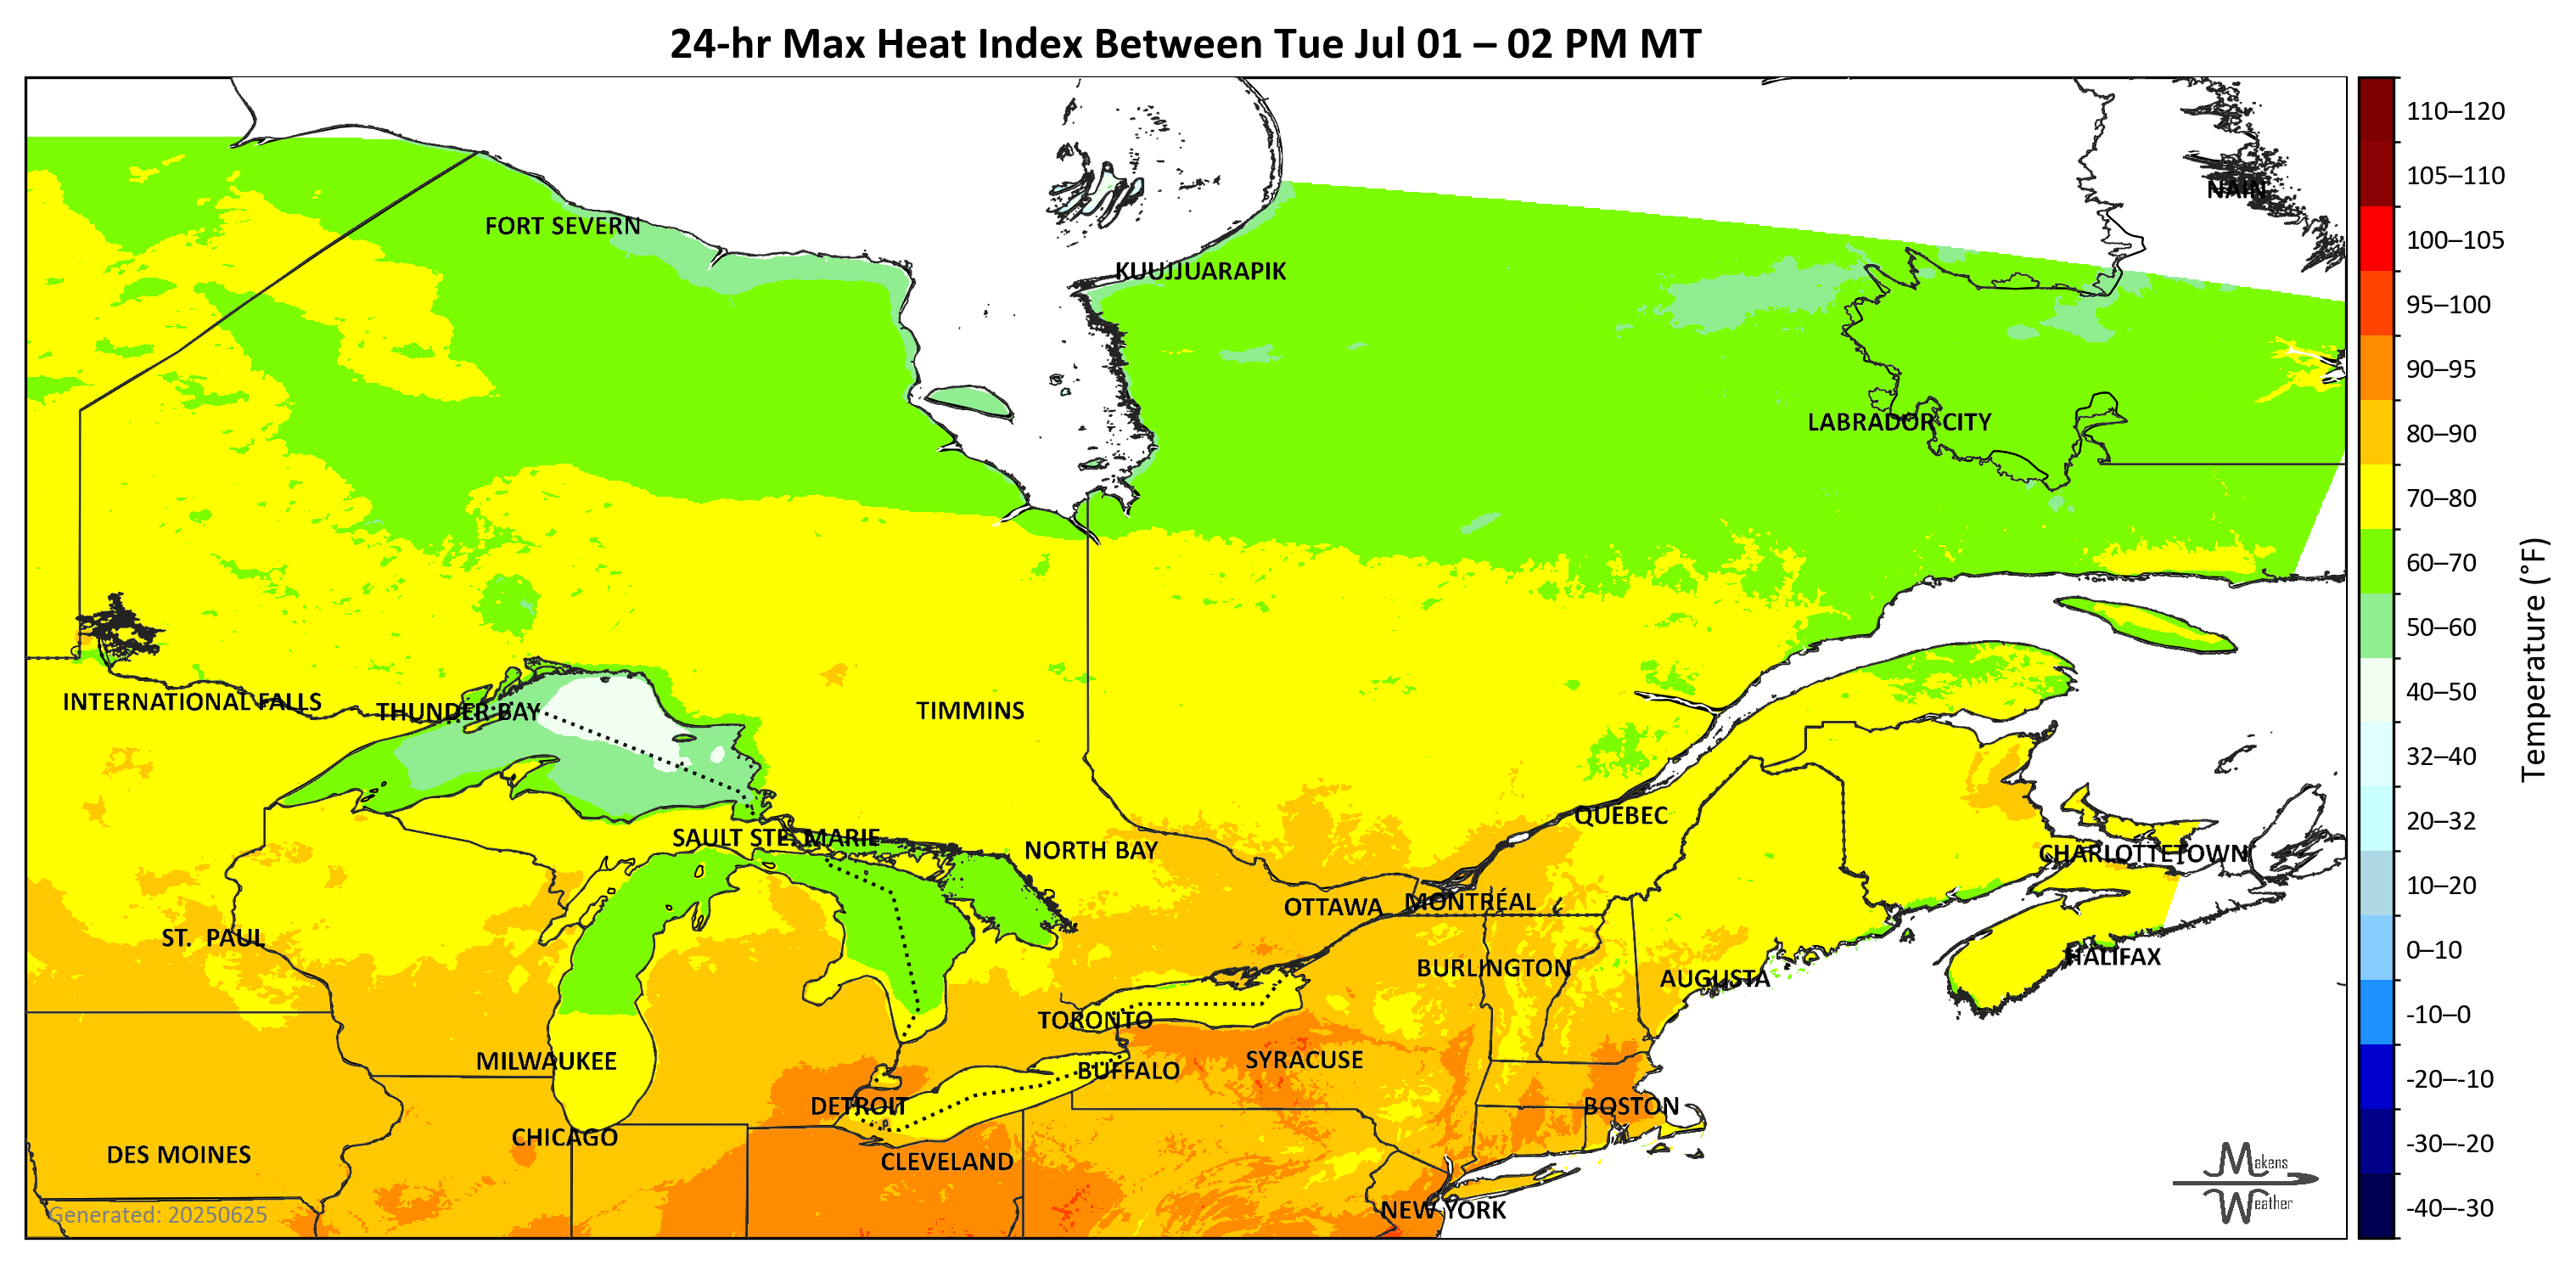 24-hr Max Heat Index Between Tue Jul 01 – 02 PM MT
110–120
105–110
NAIN
FORT SEVERN
100–105
KUUJJUARAPIK
95–100
90–95
LABRADOR CITY
80–90
70–80
60–70
50–60
Temperature (°F)
40–50
INTERNATIONAL FALLS
THUNDER BAY
TIMMINS
32–40
QUEBEC
20–32
SAULT STE. MARIE
NORTH BAY
CHARLOTTETOWN
10–20
OTTAWA
MONTRÉAL
ST. PAUL
0–10
HALIFAX
BURLINGTON
AUGUSTA
-10–0
TORONTO
MILWAUKEE
SYRACUSE
BUFFALO
-20–-10
DETROIT
BOSTON
CHICAGO
-30–-20
DES MOINES
CLEVELAND
Makens
Weather
NEW YORK
-40–-30
Generated: 20250625